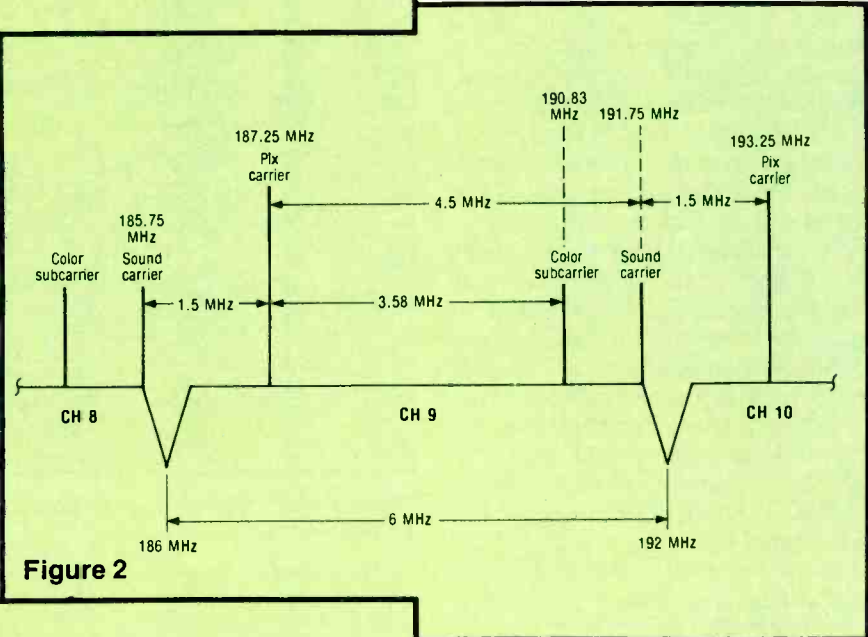 190.83
MHz
191.75 MHz
187.25 MHz
Pix
carrier
193.25 MHz
Pix
carrier
4.5 MHz
1.5 MHz
185.75
MHz
Color
subcarrier
Sound
carrier
Color
subcarrier
Sound
carrier
1.5 MHz
3.58 MHz
CH 8
CH 9
CH 10
6 MHz
186 MHz
192 MHz
Figure 2